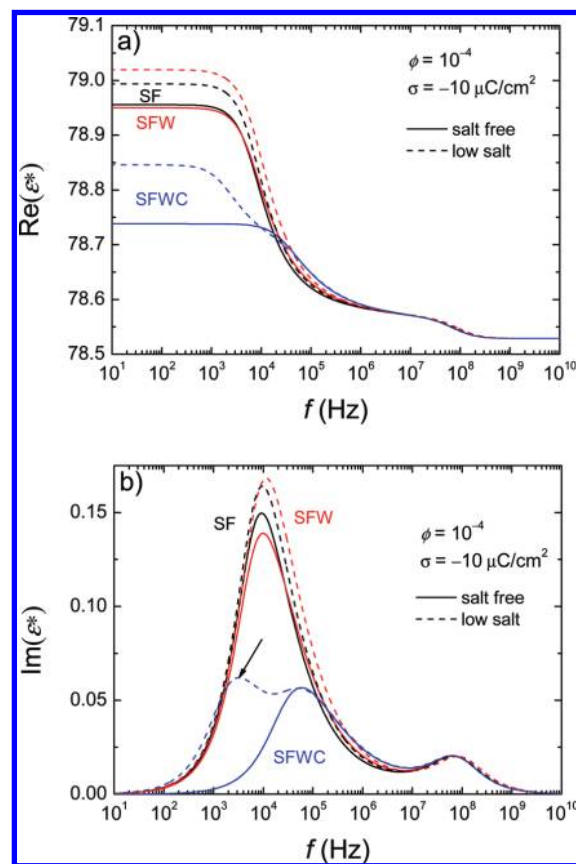 a)
ϕ = 10⁻⁴
σ = −10 μC/cm²
salt free
low salt
SF
SFW
SFWC
Re(ε*)
79.1
79.0
78.9
78.8
78.7
78.6
78.5
10¹ 10² 10³ 10⁴ 10⁵ 10⁶ 10⁷ 10⁸ 10⁹ 10¹⁰
f (Hz)
b)
SF
SFW
ϕ = 10⁻⁴
σ = −10 μC/cm²
salt free
low salt
SFWC
Im(ε*)
0.15
0.10
0.05
0.00
10¹ 10² 10³ 10⁴ 10⁵ 10⁶ 10⁷ 10⁸ 10⁹ 10¹⁰
f (Hz)